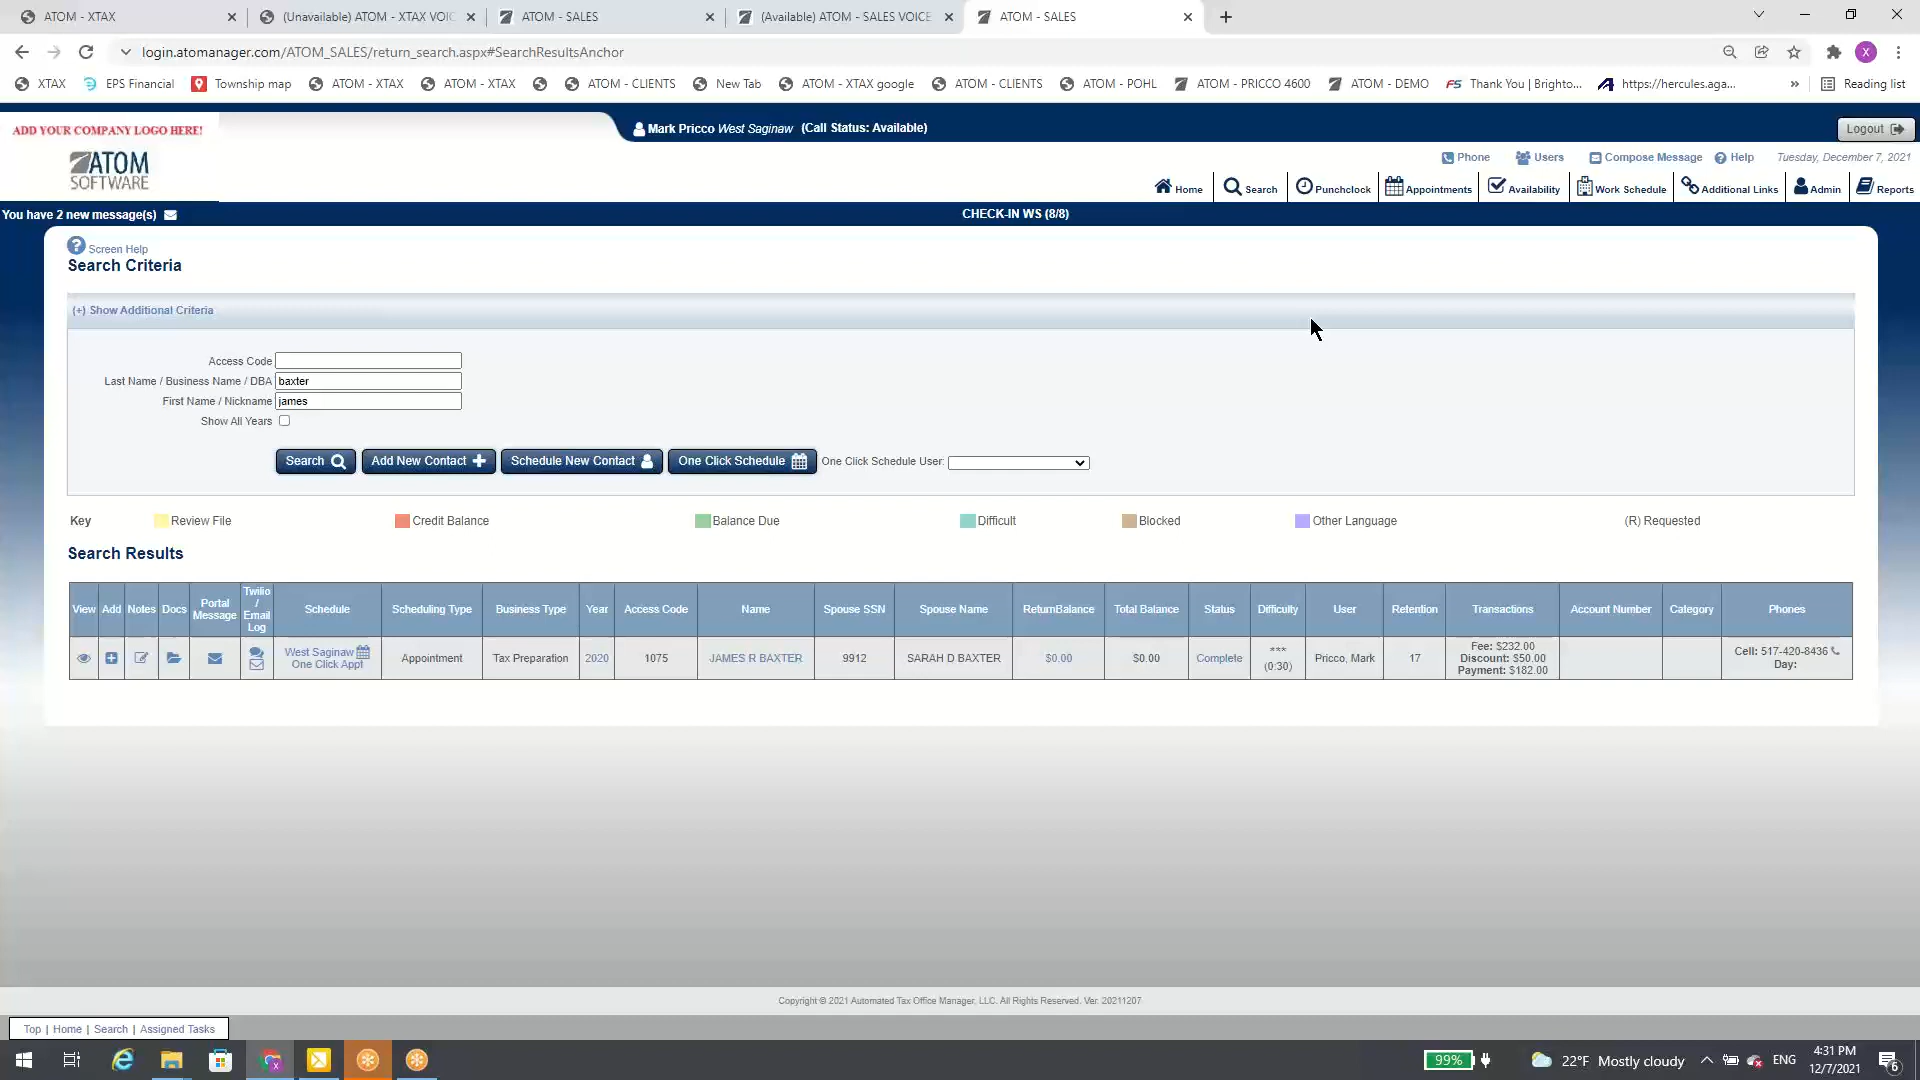 ATOM - XTAX
(Unavailable) ATOM - XTAX VOIC
ATOM - SALES
(Available) ATOM - SALES VOICE
ATOM - SALES
login.atomanager.com/ATOM_SALES/return_search.aspx#SearchResultsAnchor
X
XTAX
EPS Financial
Township map
ATOM - XTAX
ATOM - XTAX
ATOM - CLIENTS
New Tab
ATOM - XTAX google
ATOM - CLIENTS
ATOM - POHL
ATOM - PRICCO 4600
ATOM - DEMO
FS Thank You | Brighto...
https://hercules.aga...
»
Reading list
ADD YOUR COMPANY LOGO HERE!
ATOM
SOFTWARE
Mark Pricco West Saginaw (Call Status: Available)
Logout
Phone
Users
Compose Message
Help
Tuesday, December 7, 2021
Home
Search
Punchclock
Appointments
Availability
Work Schedule
Additional Links
Admin
Reports
You have 2 new message(s)
CHECK-IN WS (8/8)
Screen Help
Search Criteria
(+) Show Additional Criteria
Access Code
Last Name / Business Name / DBA baxter
First Name / Nickname james
Show All Years
Search
Add New Contact
Schedule New Contact
One Click Schedule
One Click Schedule User:
Key
Review File
Credit Balance
Balance Due
Difficult
Blocked
Other Language
(R) Requested
Search Results
View
Add
Notes
Docs
Portal
Message
Twilio
/
Email
Log
Schedule
Scheduling Type
Business Type
Year
Access Code
Name
Spouse SSN
Spouse Name
ReturnBalance
Total Balance
Status
Difficulty
User
Retention
Transactions
Account Number
Category
Phones
West Saginaw
One Click Appt
Appointment
Tax Preparation
2020
1075
JAMES R BAXTER
9912
SARAH D BAXTER
$0.00
$0.00
Complete
***
(0:30)
Pricco, Mark
17
Fee: $232.00
Discount: $50.00
Payment: $182.00
Cell: 517-420-8436
Day:
Copyright © 2021 Automated Tax Office Manager, LLC. All Rights Reserved. Ver. 20211207
Top | Home | Search | Assigned Tasks
99%
22°F Mostly cloudy
ENG
4:31 PM
12/7/2021
6